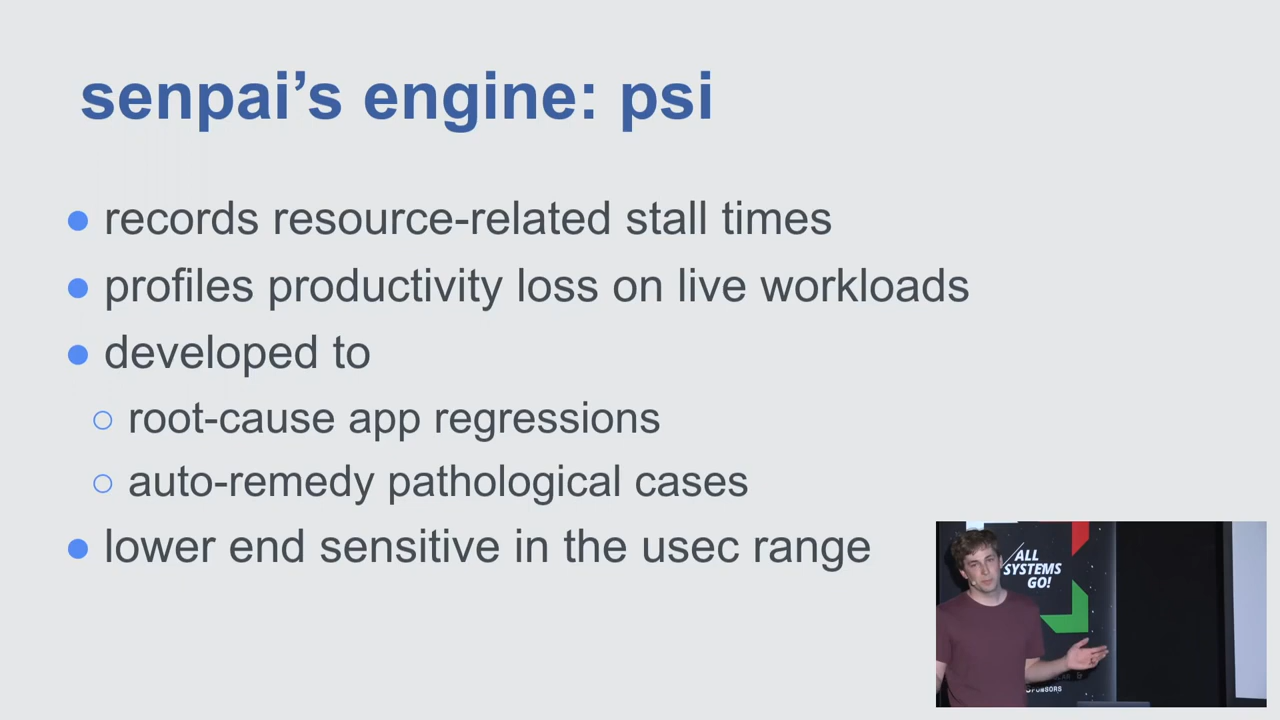 senpai’s engine: psi
● records resource-related stall times
● profiles productivity loss on live workloads
● developed to
○ root-cause app regressions
○ auto-remedy pathological cases
● lower end sensitive in the usec range
ALL
SYSTEMS
GO!